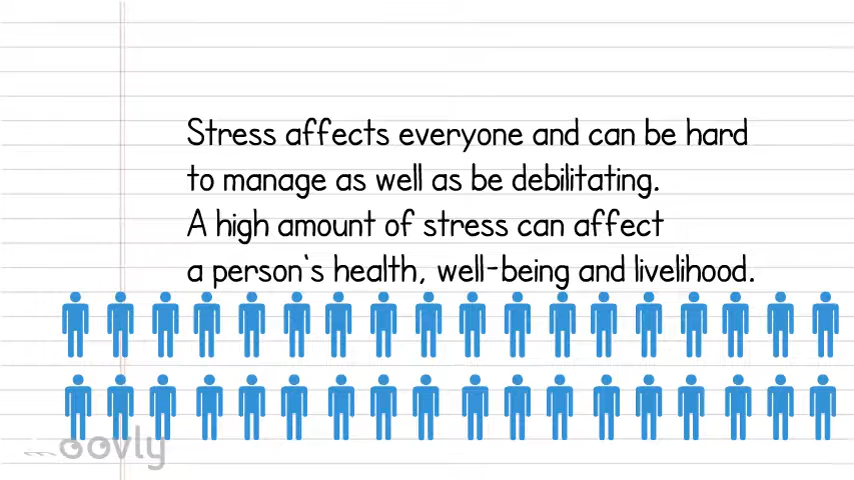 Stress affects everyone and can be hard
to manage as well as be debilitating.
A high amount of stress can affect
a person's health, well-being and livelihood.
moovly